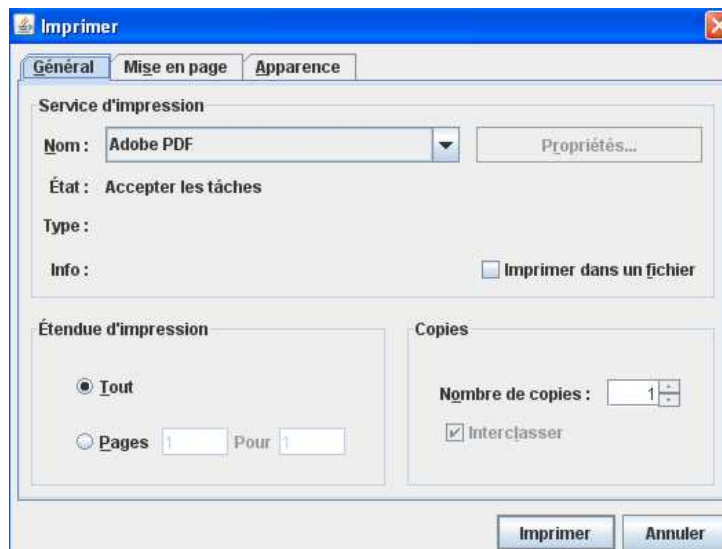 Imprimer
Général Mise en page Apparence
Service d'impression
Nom : Adobe PDF Propriétés...
État : Accepter les tâches
Type :
Info : Imprimer dans un fichier
Étendue d'impression Copies
Tout
Nombre de copies : 1
Pages 1 Pour 1 Interclasser
Imprimer Annuler